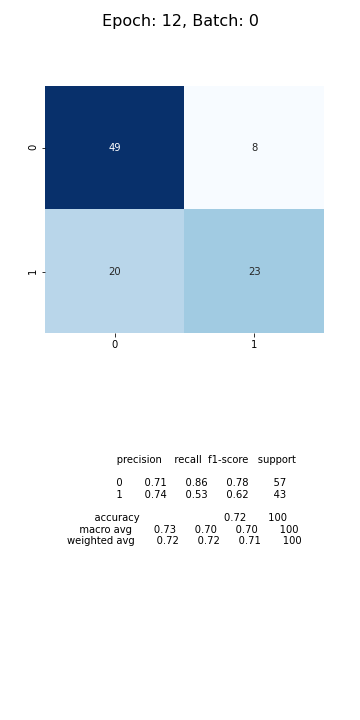 Epoch: 12, Batch: 0
0 49 8
1 20 23
0 1
precision recall f1-score support
0 0.71 0.86 0.78 57
1 0.74 0.53 0.62 43
accuracy 0.72 100
macro avg 0.73 0.70 0.70 100
weighted avg 0.72 0.72 0.71 100